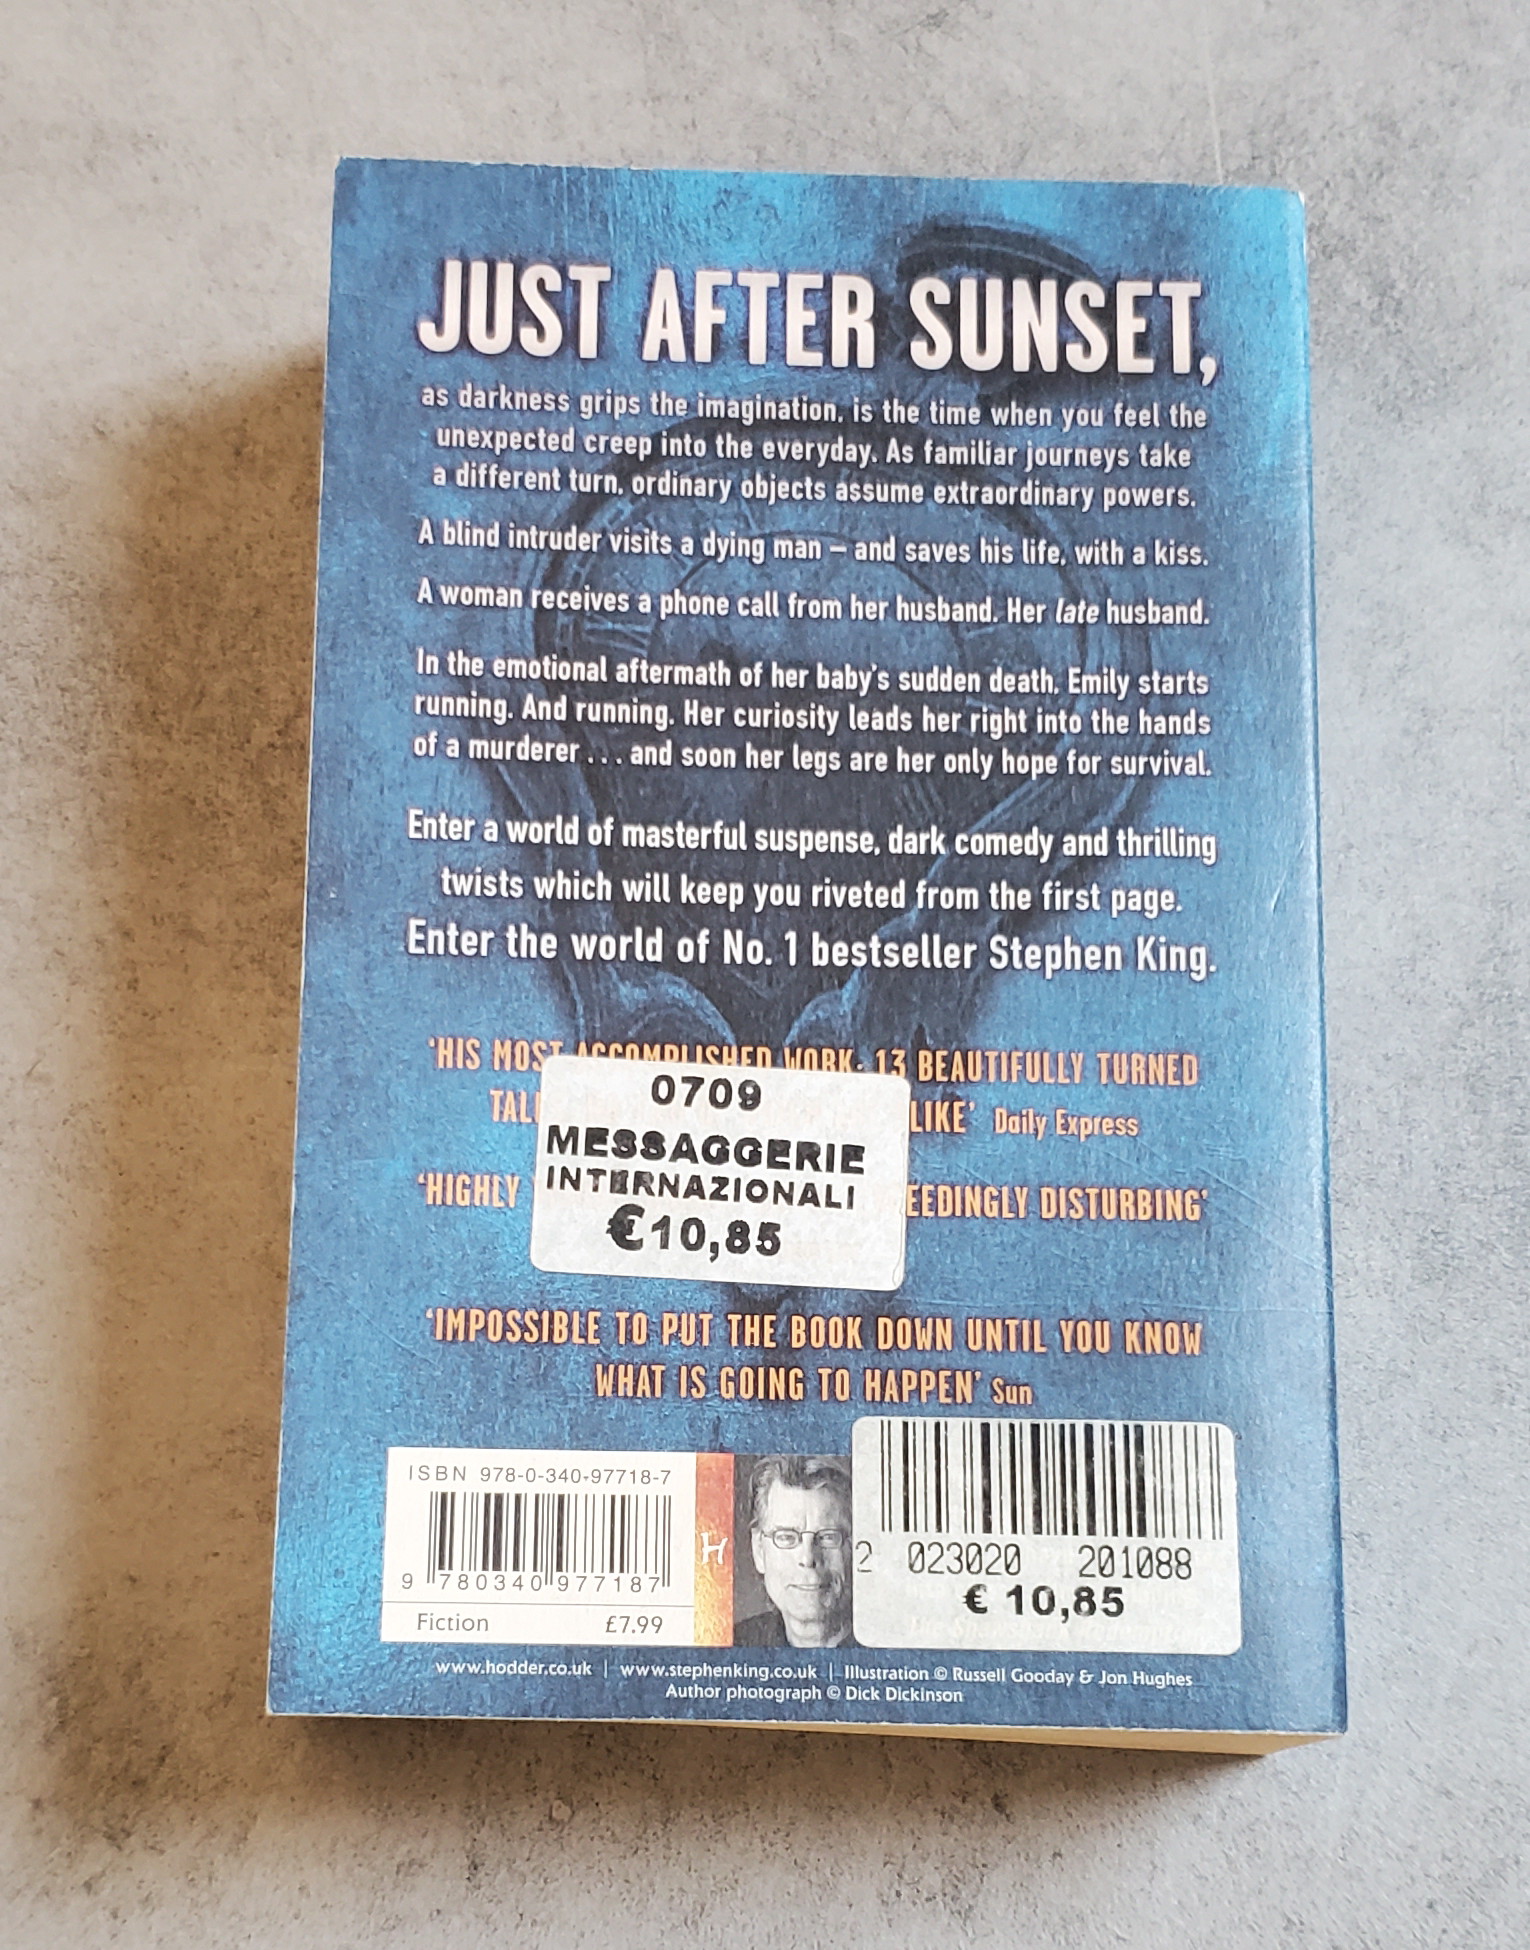 JUST AFTER SUNSET,
as darkness grips the imagination, is the time when you feel the
unexpected creep into the everyday. As familiar journeys take
a different turn, ordinary objects assume extraordinary powers.
A blind intruder visits a dying man – and saves his life, with a kiss.
A woman receives a phone call from her husband. Her late husband.
In the emotional aftermath of her baby's sudden death, Emily starts
running. And running. Her curiosity leads her right into the hands
of a murderer . . . and soon her legs are her only hope for survival.
Enter a world of masterful suspense, dark comedy and thrilling
twists which will keep you riveted from the first page.
Enter the world of No. 1 bestseller Stephen King.
'HIS MOST ACCOMPLISHED WORK: 13 BEAUTIFULLY TURNED
LIKE' Daily Express
'HIGHLY DISTURBING'
0709
MESSAGGERIE
INTERNAZIONALI
€10,85
'IMPOSSIBLE TO PUT THE BOOK DOWN UNTIL YOU KNOW
WHAT IS GOING TO HAPPEN' Sun
ISBN 978-0-340-97718-7
9 780340 977187
Fiction £7.99
H
2 023020 201088
€ 10,85
www.hodder.co.uk | www.stephenking.co.uk | Illustration © Russell Gooday & Jon Hughes
Author photograph © Dick Dickinson